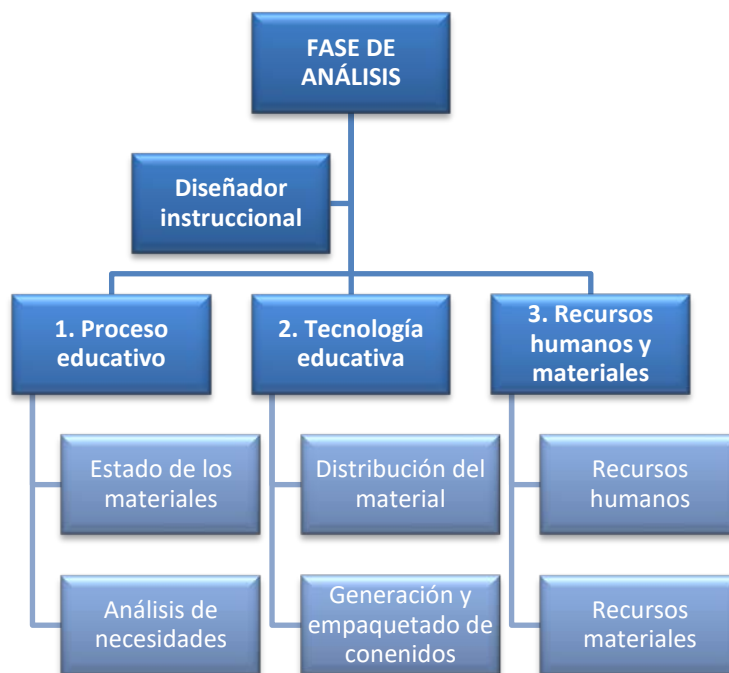 FASE DE
ANÁLISIS
Diseñador
instruccional
1. Proceso
educativo
2. Tecnología
educativa
3. Recursos
humanos y
materiales
Estado de los
materiales
Distribución del
material
Recursos
humanos
Análisis de
necesidades
Generación y
empaquetado de
conenidos
Recursos
materiales